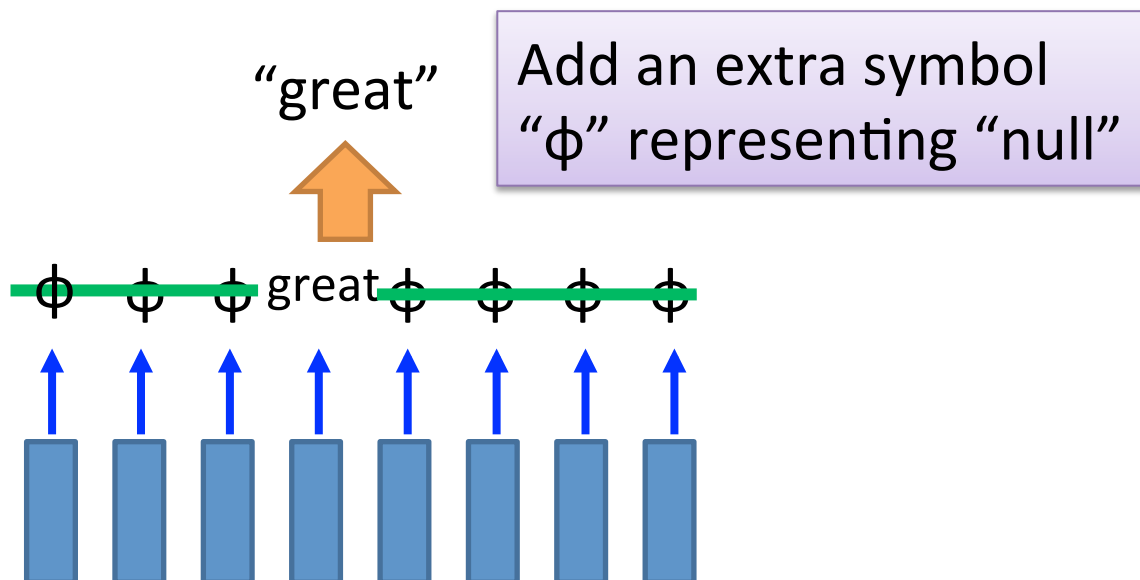 “great”
Add an extra symbol
“ϕ” representing “null”
ϕ ϕ ϕ great ϕ ϕ ϕ ϕ